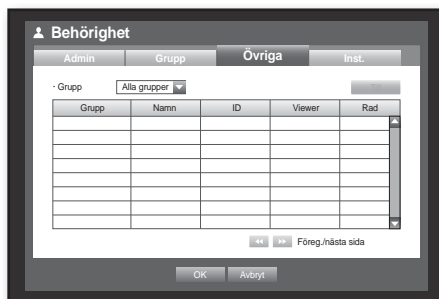 Behörighet
Admin Grupp Övriga Inst.
· Grupp Alla grupper
Grupp Namn ID Viewer Rad
Föreg./nästa sida
OK Avbryt